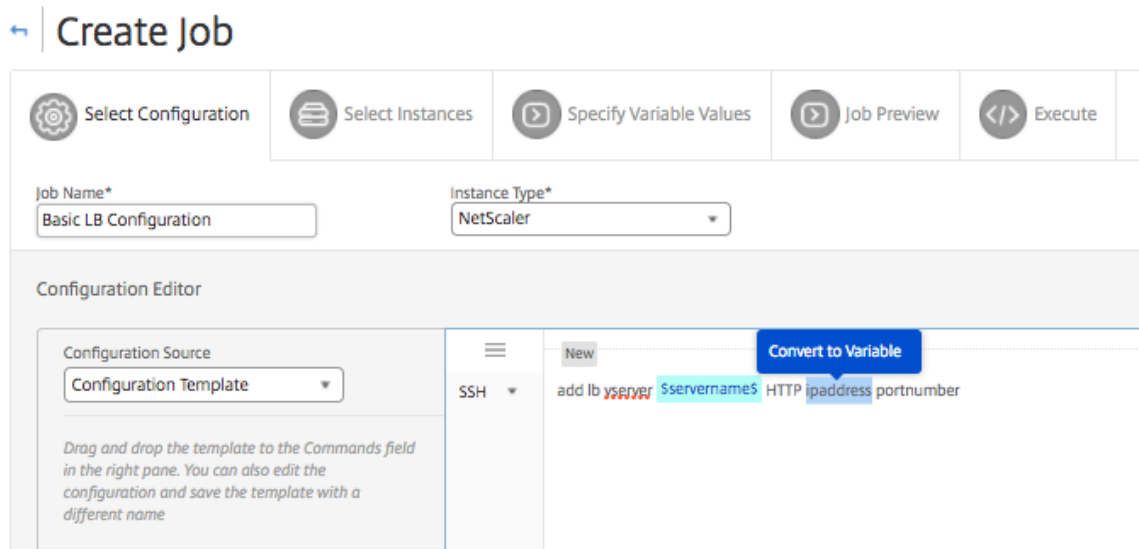 Create Job
Select Configuration
Select Instances
Specify Variable Values
Job Preview
Execute
Job Name*
Instance Type*
Basic LB Configuration
NetScaler
Configuration Editor
Configuration Source
Configuration Template
Drag and drop the template to the Commands field
in the right pane. You can also edit the
configuration and save the template with a
different name
New
Convert to Variable
SSH
add lb vserver $servername$ HTTP ipaddress portnumber